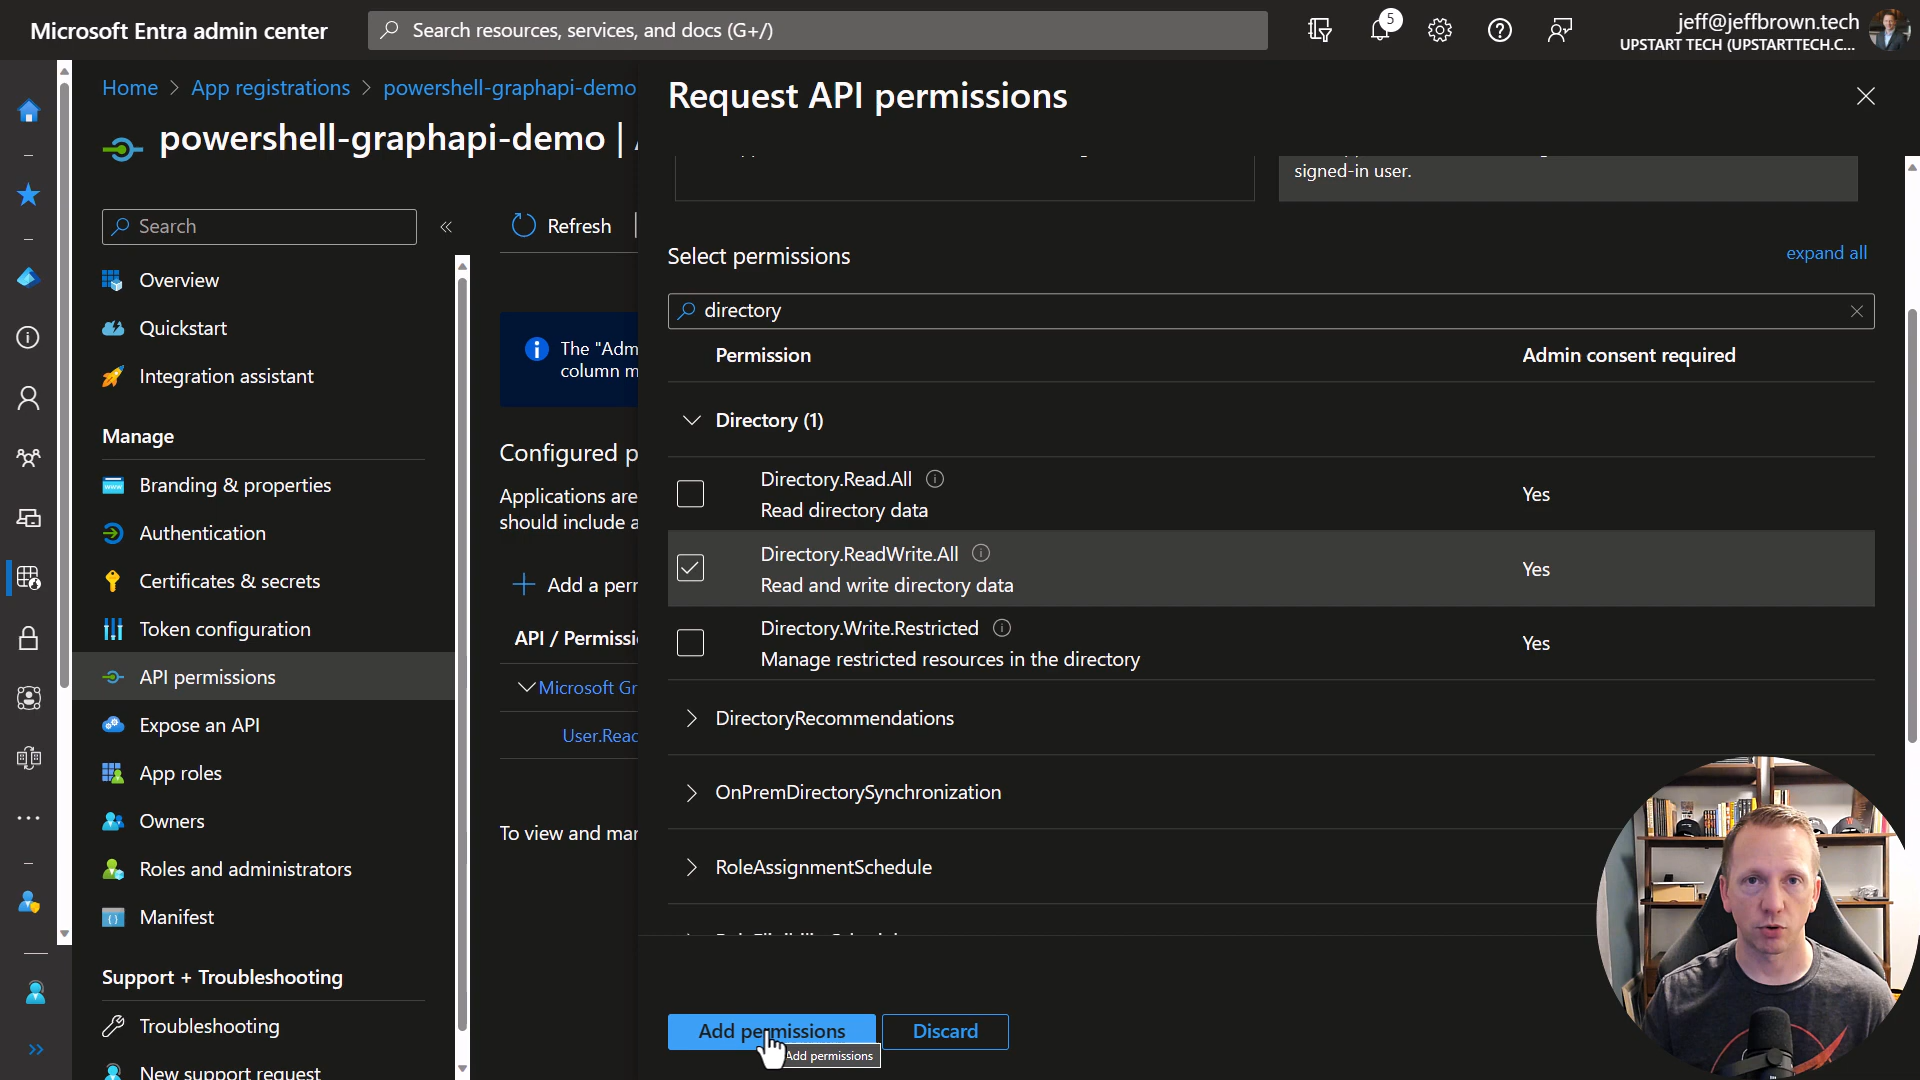 Microsoft Entra admin center
Search resources, services, and docs (G+/)
5
jeff@jeffbrown.tech
UPSTART TECH (UPSTARTTECH.C...
Home > App registrations > powershell-graphapi-demo
powershell-graphapi-demo |
Search
Overview
Quickstart
Integration assistant
Manage
Branding & properties
Authentication
Certificates & secrets
Token configuration
API permissions
Expose an API
App roles
Owners
Roles and administrators
Manifest
Support + Troubleshooting
Troubleshooting
New support request
Refresh
The "Adm
column m
Configured p
Applications are
should include a
Add a perr
API / Permissi
Microsoft Gr
User.Read
To view and mar
Request API permissions
signed-in user.
Select permissions
expand all
directory
Permission
Admin consent required
Directory (1)
Directory.Read.All
Read directory data
Yes
Directory.ReadWrite.All
Read and write directory data
Yes
Directory.Write.Restricted
Manage restricted resources in the directory
Yes
DirectoryRecommendations
OnPremDirectorySynchronization
RoleAssignmentSchedule
Add permissions
Discard
Add permissions